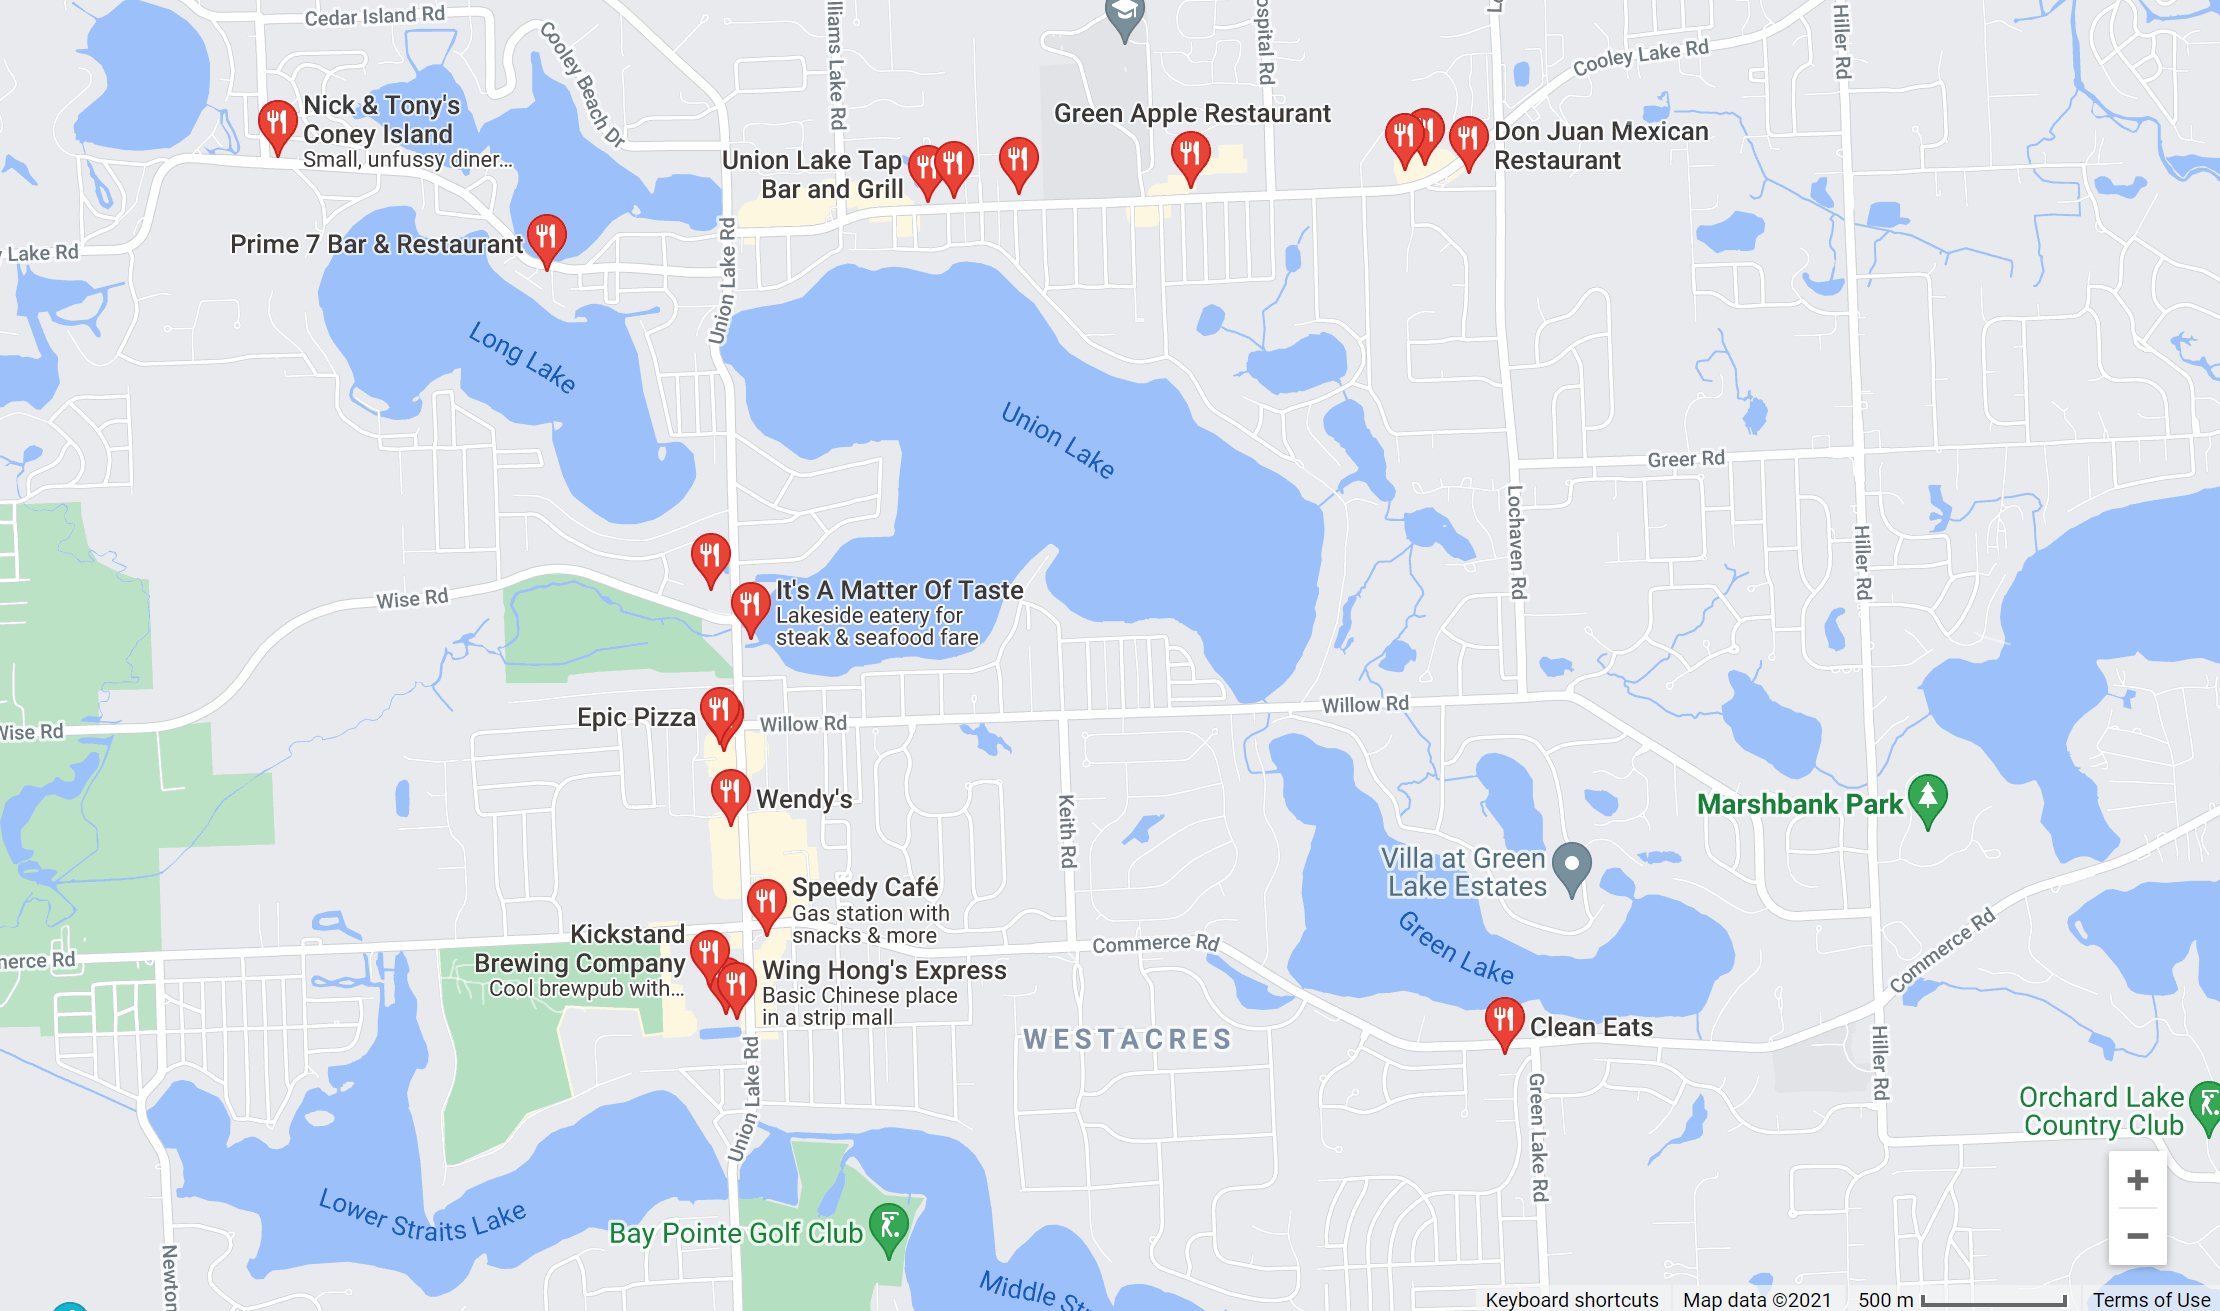 Cedar Island Rd
Cooley Beach Dr
lliams Lake Rd
ospital Rd
Cooley Lake Rd
Hiller Rd
Nick & Tony's
Coney Island
Small, unfussy diner...
Green Apple Restaurant
Don Juan Mexican
Restaurant
Union Lake Tap
Bar and Grill
Prime 7 Bar & Restaurant
Lake Rd
Union Lake Rd
Long Lake
Union Lake
Greer Rd
Lochaven Rd
Hiller Rd
Wise Rd
It's A Matter Of Taste
Lakeside eatery for
steak & seafood fare
Epic Pizza
Willow Rd
Willow Rd
Wise Rd
Wendy's
Keith Rd
Marshbank Park
Villa at Green
Lake Estates
Speedy Café
Gas station with
snacks & more
Green Lake
Kickstand
Brewing Company
Cool brewpub with...
Commerce Rd
Commerce Rd
merce Rd
Wing Hong's Express
Basic Chinese place
in a strip mall
WESTACRES
Clean Eats
Union Lake Rd
Green Lake Rd
Hiller Rd
Orchard Lake
Country Club
Lower Straits Lake
Bay Pointe Golf Club
Newton
Middle Str
+
−
Keyboard shortcuts
Map data ©2021
500 m
Terms of Use